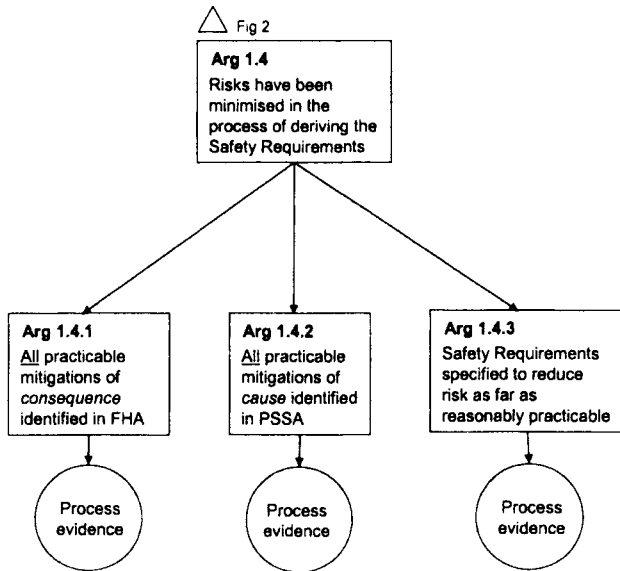 Fig 2
Arg 1.4
Risks have been
minimised in the
process of deriving the
Safety Requirements
Arg 1.4.1
All practicable
mitigations of
consequence
identified in FHA
Arg 1.4.2
All practicable
mitigations of
cause identified
in PSSA
Arg 1.4.3
Safety Requirements
specified to reduce
risk as far as
reasonably practicable
Process
evidence
Process
evidence
Process
evidence